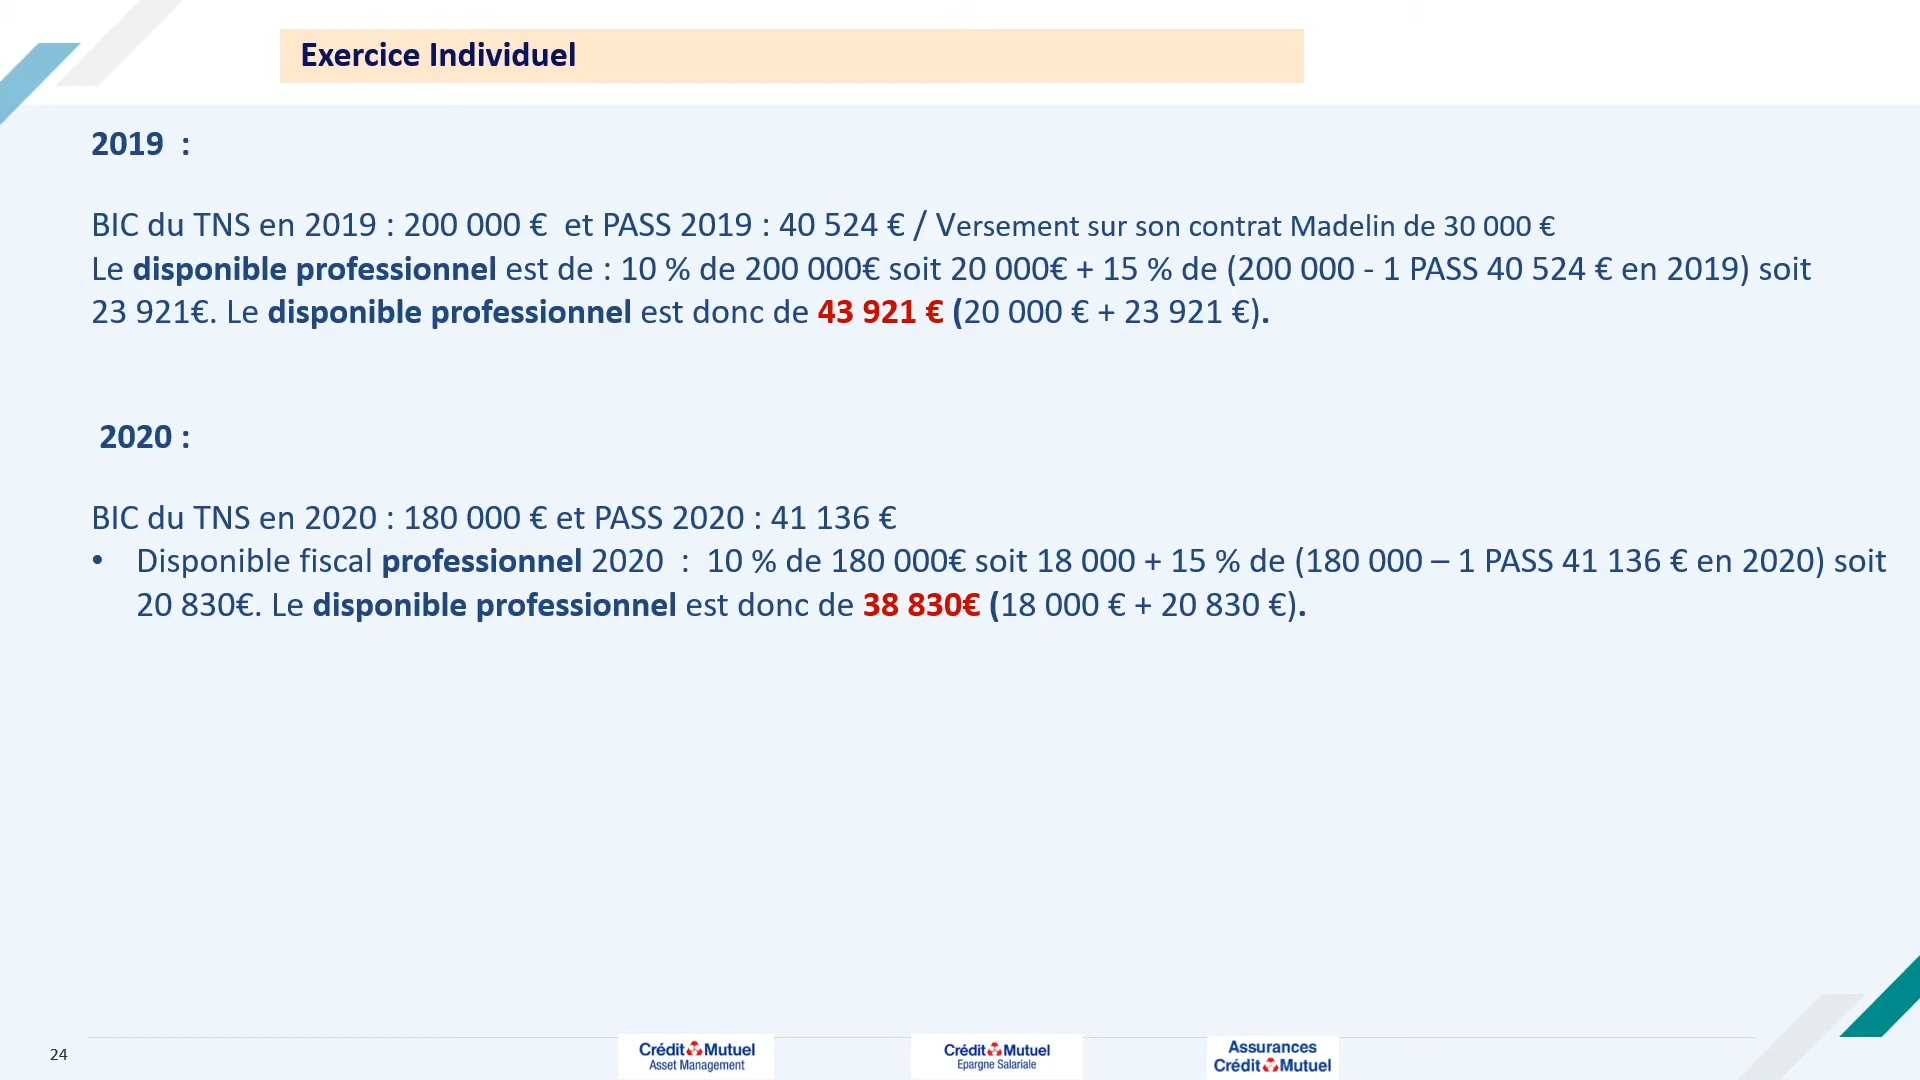 Exercice Individuel
2019  :
BIC du TNS en 2019 : 200 000 €  et PASS 2019 : 40 524 € / Versement sur son contrat Madelin de 30 000 €
Le disponible professionnel est de : 10 % de 200 000€ soit 20 000€ + 15 % de (200 000 - 1 PASS 40 524 € en 2019) soit
23 921€. Le disponible professionnel est donc de 43 921 € (20 000 € + 23 921 €).
2020 :
BIC du TNS en 2020 : 180 000 € et PASS 2020 : 41 136 €
• Disponible fiscal professionnel 2020  :  10 % de 180 000€ soit 18 000 + 15 % de (180 000 – 1 PASS 41 136 € en 2020) soit
20 830€. Le disponible professionnel est donc de 38 830€ (18 000 € + 20 830 €).
24
Crédit Mutuel
Asset Management
Crédit Mutuel
Epargne Salariale
Assurances
Crédit Mutuel